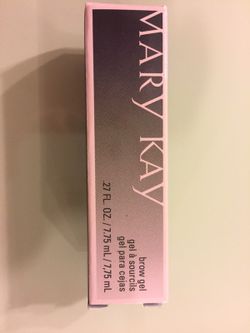 MARY KAY
brow gel
gel à sourcils
gel para cejas
.27 FL. OZ. / 7.75 mL / 7,75 mL